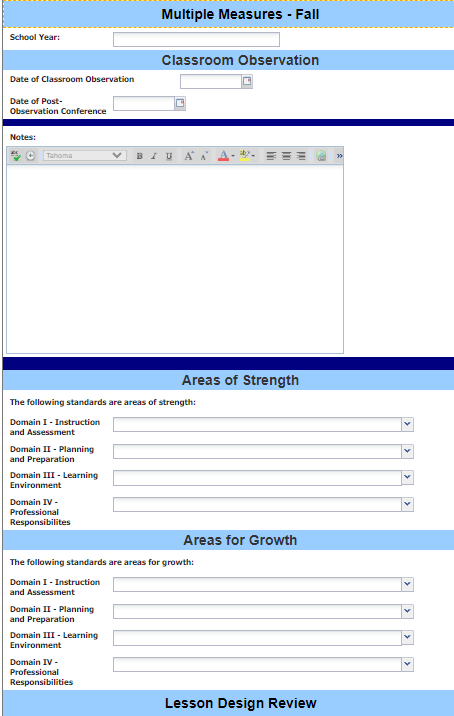 Multiple Measures - Fall
School Year:
Classroom Observation
Date of Classroom Observation
Date of Post-
Observation Conference
Notes:
Tahoma
B I U A A A
Areas of Strength
The following standards are areas of strength:
Domain I - Instruction
and Assessment
Domain II - Planning
and Preparation
Domain III - Learning
Environment
Domain IV -
Professional
Responsibilites
Areas for Growth
The following standards are areas for growth:
Domain I - Instruction
and Assessment
Domain II - Planning
and Preparation
Domain III - Learning
Environment
Domain IV -
Professional
Responsibilities
Lesson Design Review